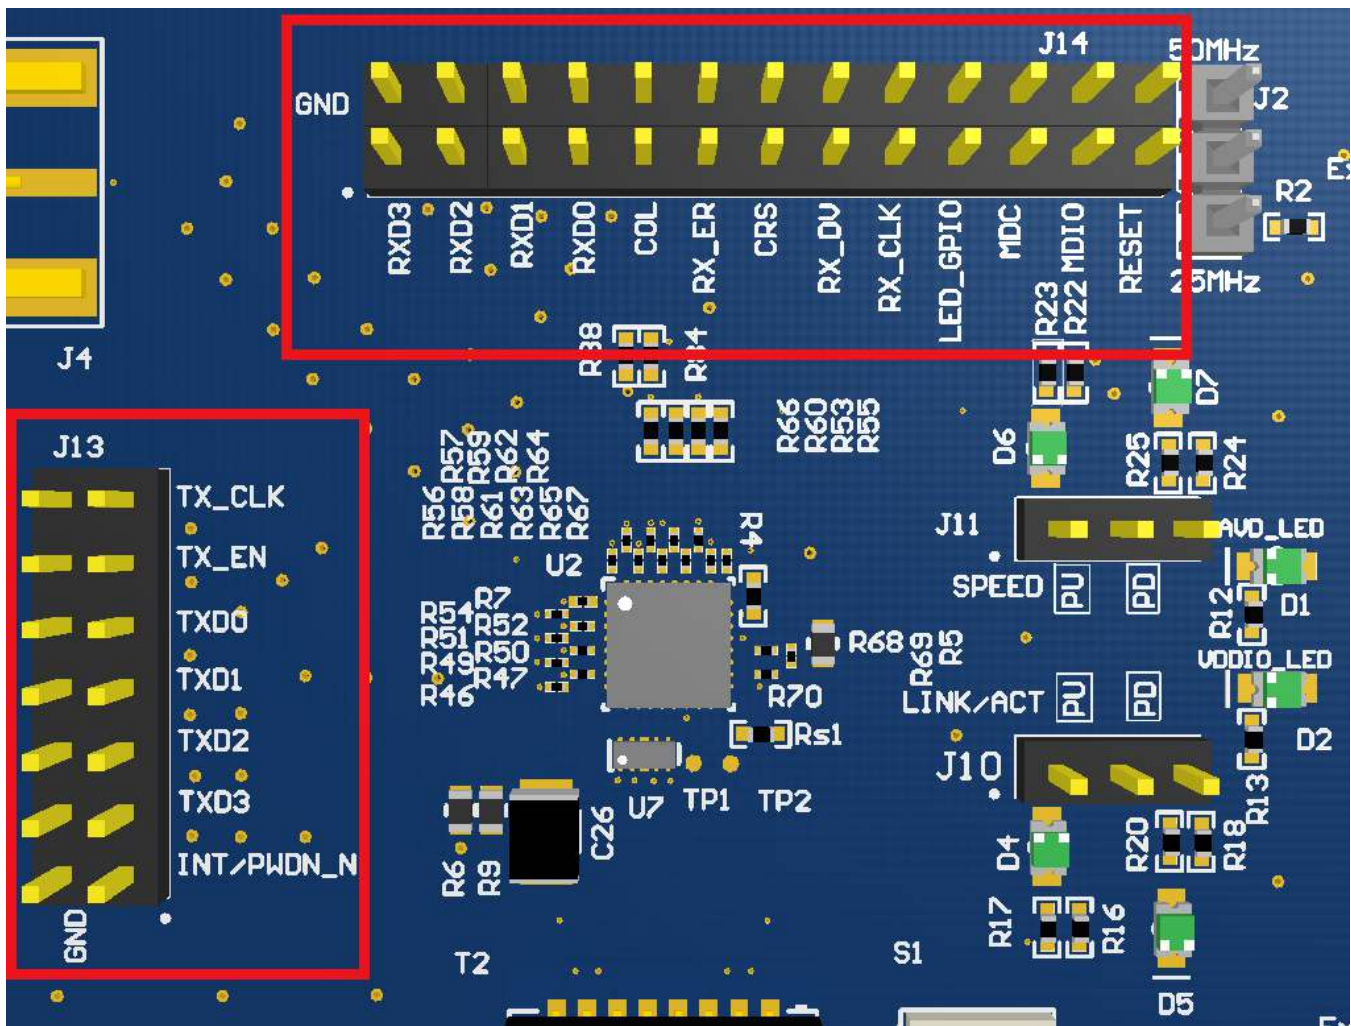 J14
50MHz
GND
J2
Ex
R2
RXD3
RXD2
RXD1
RXD0
COL
RX_ER
CRS
RX_DV
RX_CLK
LED_GPIO
MDC
MDIO
RESET
25MHz
R23
R22
J4
R84
D7
J13
R57
R59
R62
R64
R66
R60
R53
R55
D6
R25
R24
TX_CLK
R56
R58
R61
R63
R65
R67
R4
J11
AVD_LED
TX_EN
U2
SPEED
PU
PD
R12
D1
TXD0
R54
R7
R51
R52
R68
R69
R5
VDDIO_LED
TXD1
R49
R50
R46
R47
R70
LINK/ACT
PU
PD
TXD2
Rs1
D2
J10
TXD3
U7
TP1
TP2
R13
C26
INT/PWDN_N
R6
R9
D4
R20
R18
GND
R17
R16
T2
S1
D5